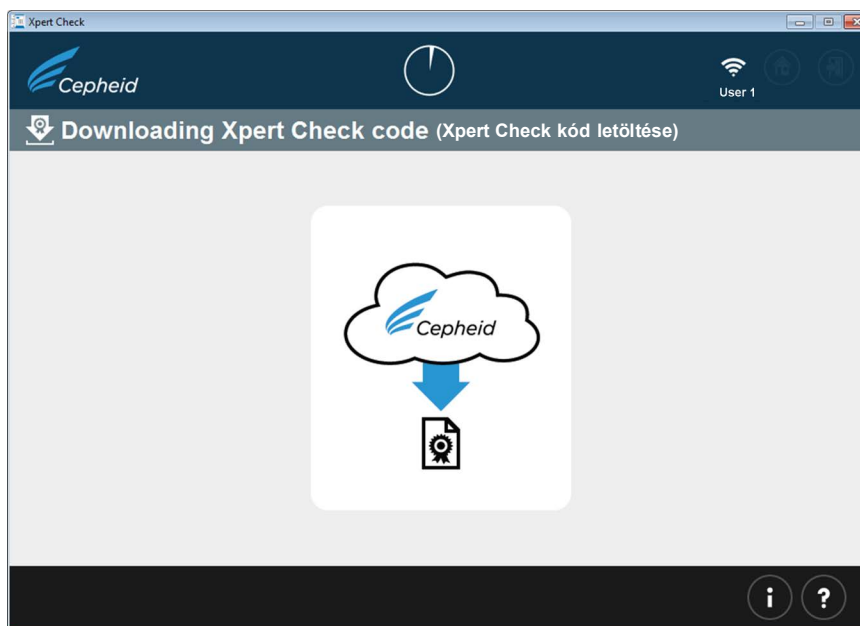 Xpert Check
Cepheid
User 1
Downloading Xpert Check code (Xpert Check kód letöltése)
Cepheid
i ?